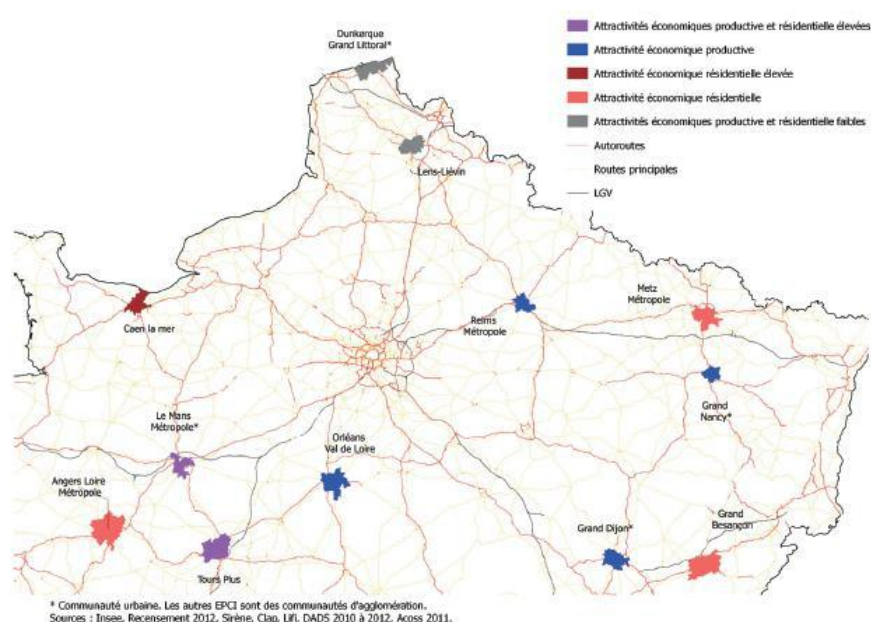 Attractivités économiques productive et résidentielle élevées
Attractivité économique productive
Attractivité économique résidentielle élevée
Attractivité économique résidentielle
Attractivités économiques productive et résidentielle faibles
Autoroutes
Routes principales
LGV
Dunkerque
Grand Littoral*
Lens-Liévin
Caen la mer
Reims
Métropole
Metz
Métropole
Grand
Nancy*
Le Mans
Métropole*
Orléans
Val de Loire
Angers Loire
Métropole
Tours Plus
Grand Dijon*
Grand
Besançon
* Communauté urbaine. Les autres EPCI sont des communautés d'agglomération.
Sources : Insee, Recensement 2012, Sirène, Clap, Lifi, DADS 2010 à 2012, Acoss 2011.